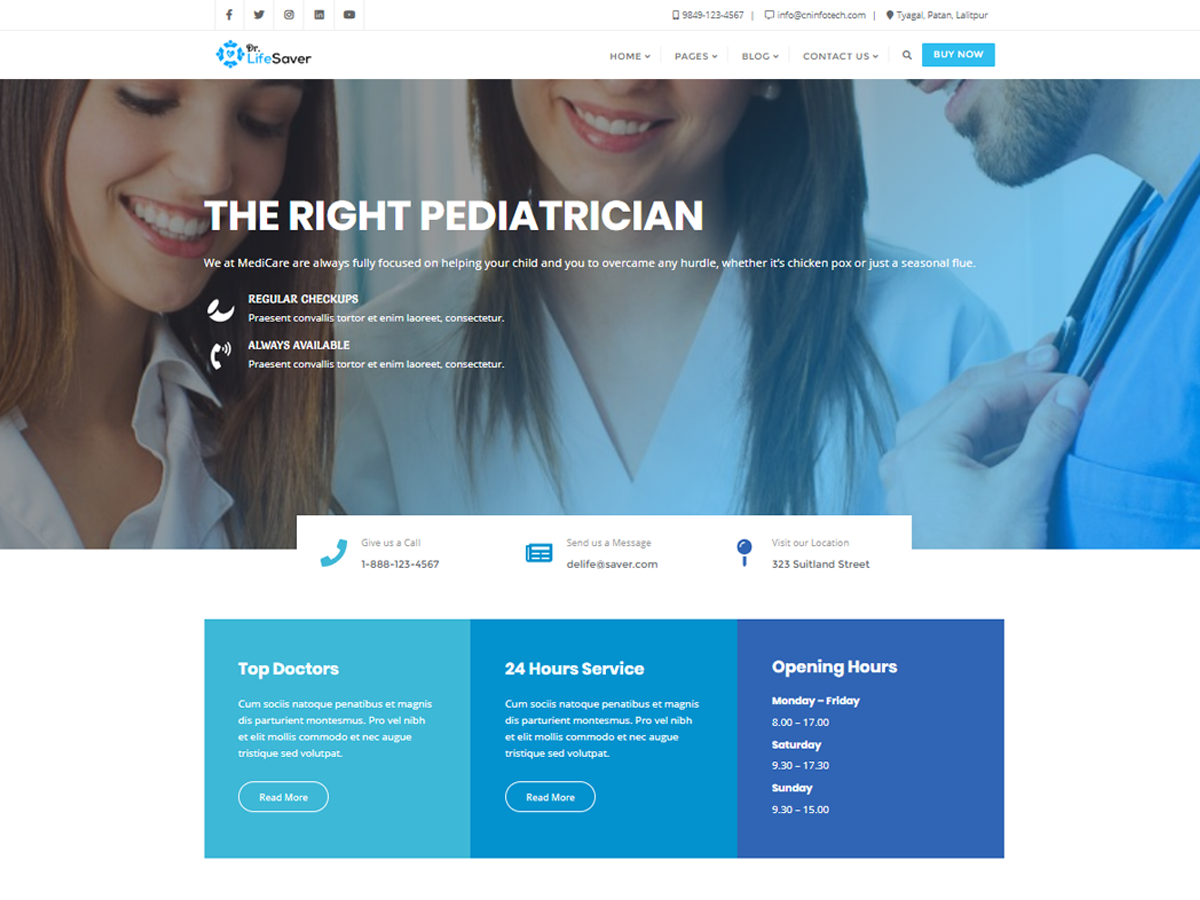 9849-123-4567 | info@cninfotech.com | Tyagal, Patan, Lalitpur
Dr.
LifeSaver
HOME PAGES BLOG CONTACT US BUY NOW
THE RIGHT PEDIATRICIAN
We at MediCare are always fully focused on helping your child and you to overcame any hurdle, whether it's chicken pox or just a seasonal flue.
REGULAR CHECKUPS
Praesent convallis tortor et enim laoreet, consectetur.
ALWAYS AVAILABLE
Praesent convallis tortor et enim laoreet, consectetur.
Give us a Call
1-888-123-4567
Send us a Message
delife@saver.com
Visit our Location
323 Suitland Street
Top Doctors
Cum sociis natoque penatibus et magnis
dis parturient montesmus. Pro vel nibh
et elit mollis commodo et nec augue
tristique sed volutpat.
Read More
24 Hours Service
Cum sociis natoque penatibus et magnis
dis parturient montesmus. Pro vel nibh
et elit mollis commodo et nec augue
tristique sed volutpat.
Read More
Opening Hours
Monday – Friday
8.00 – 17.00
Saturday
9.30 – 17.30
Sunday
9.30 – 15.00